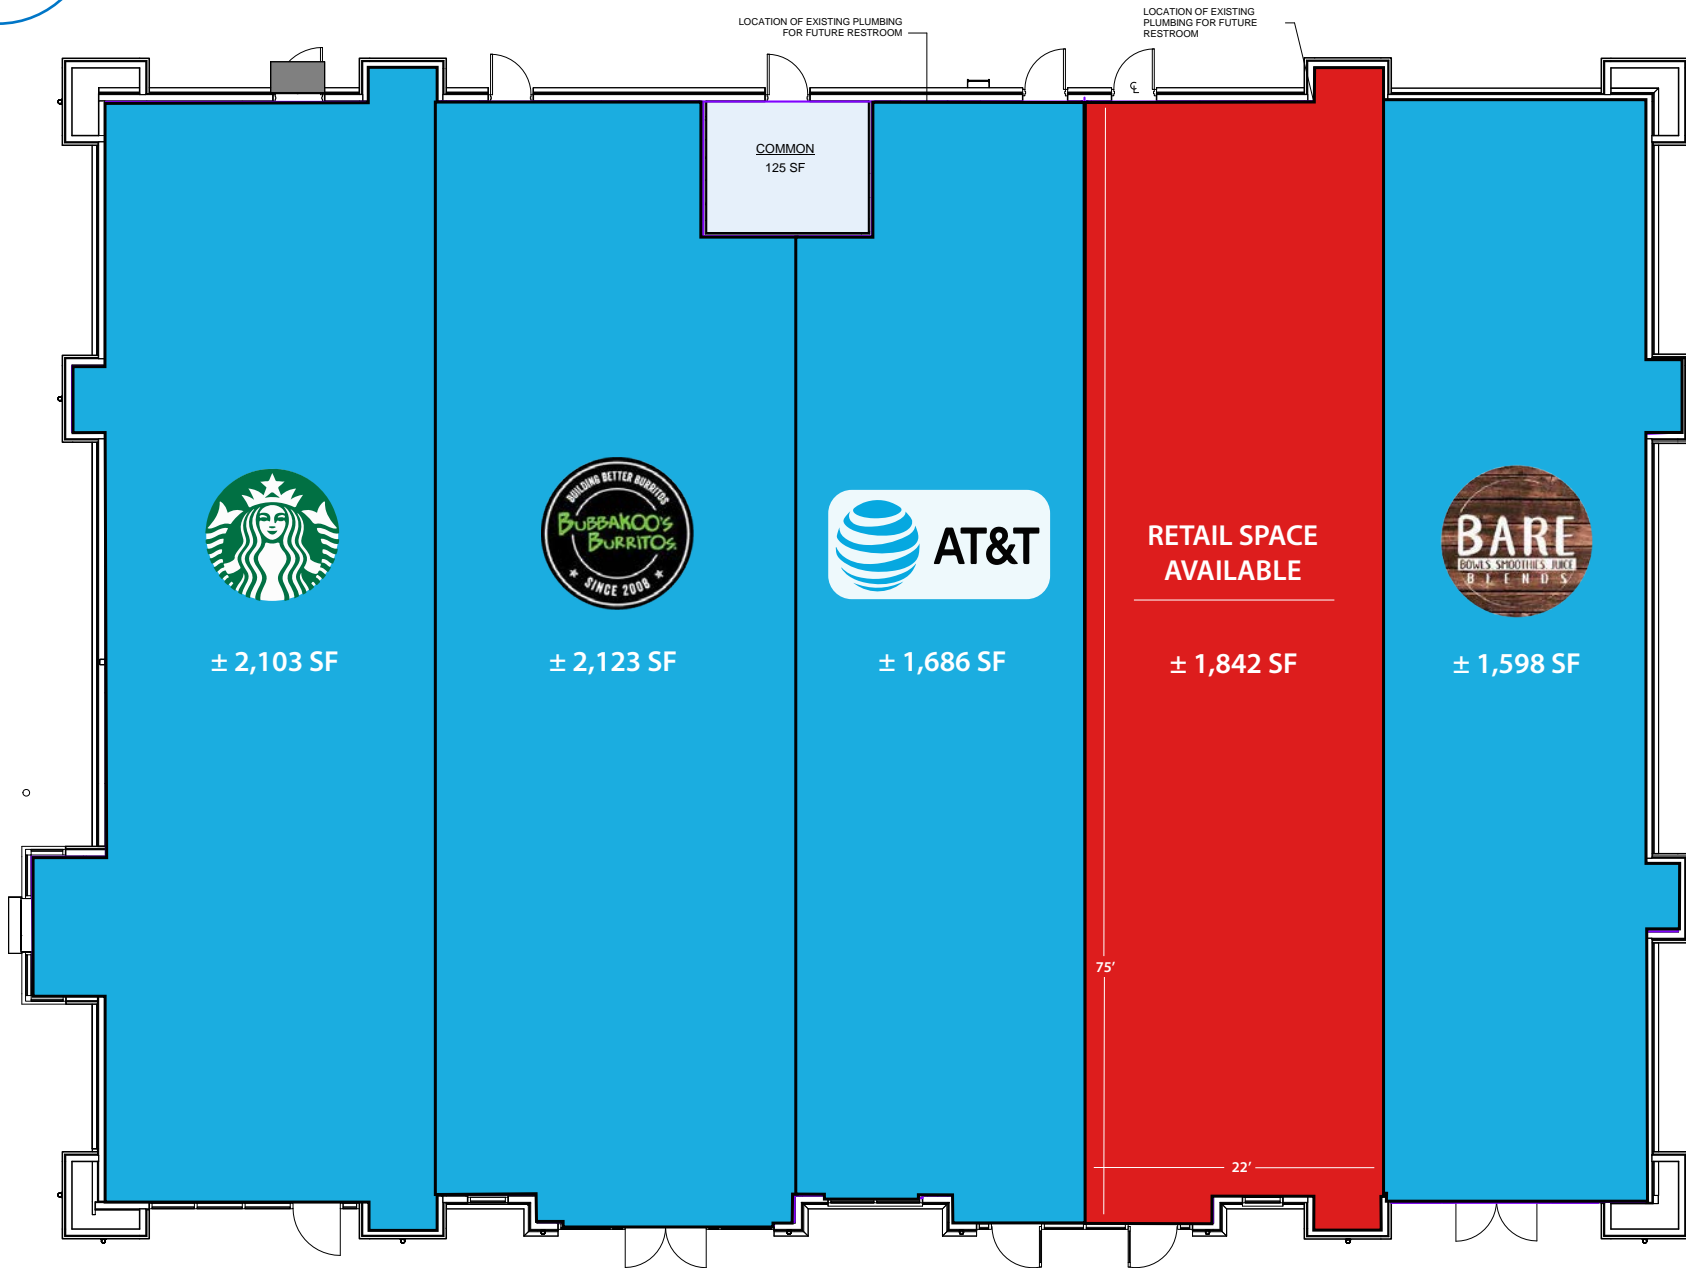 LOCATION OF EXISTING PLUMBING
FOR FUTURE RESTROOM
LOCATION OF EXISTING
PLUMBING FOR FUTURE
RESTROOM
℄
COMMON
125 SF
BUILDING BETTER BURRITOS
BUBBAKOO'S
BURRITOS
SINCE 2008
AT&T
RETAIL SPACE
AVAILABLE
BARE
BOWLS. SMOOTHIES. JUICE
BLENDS
± 2,103 SF
± 2,123 SF
± 1,686 SF
± 1,842 SF
± 1,598 SF
75’
22’